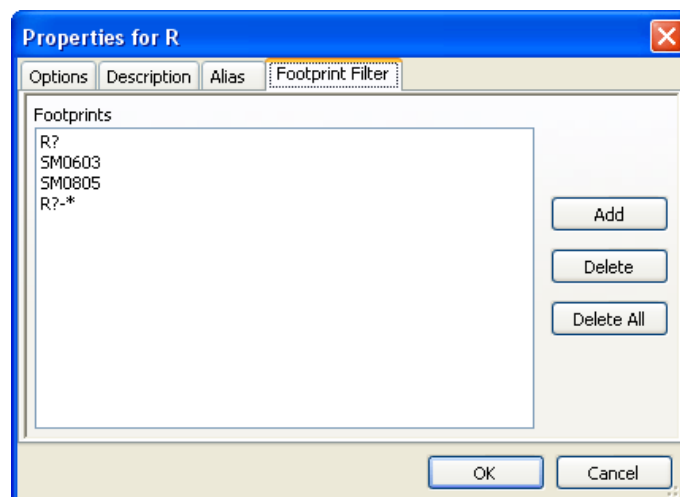 Properties for R
Options Description Alias Footprint Filter
Footprints
R?
SM0603
SM0805
R?-*
Add
Delete
Delete All
OK Cancel